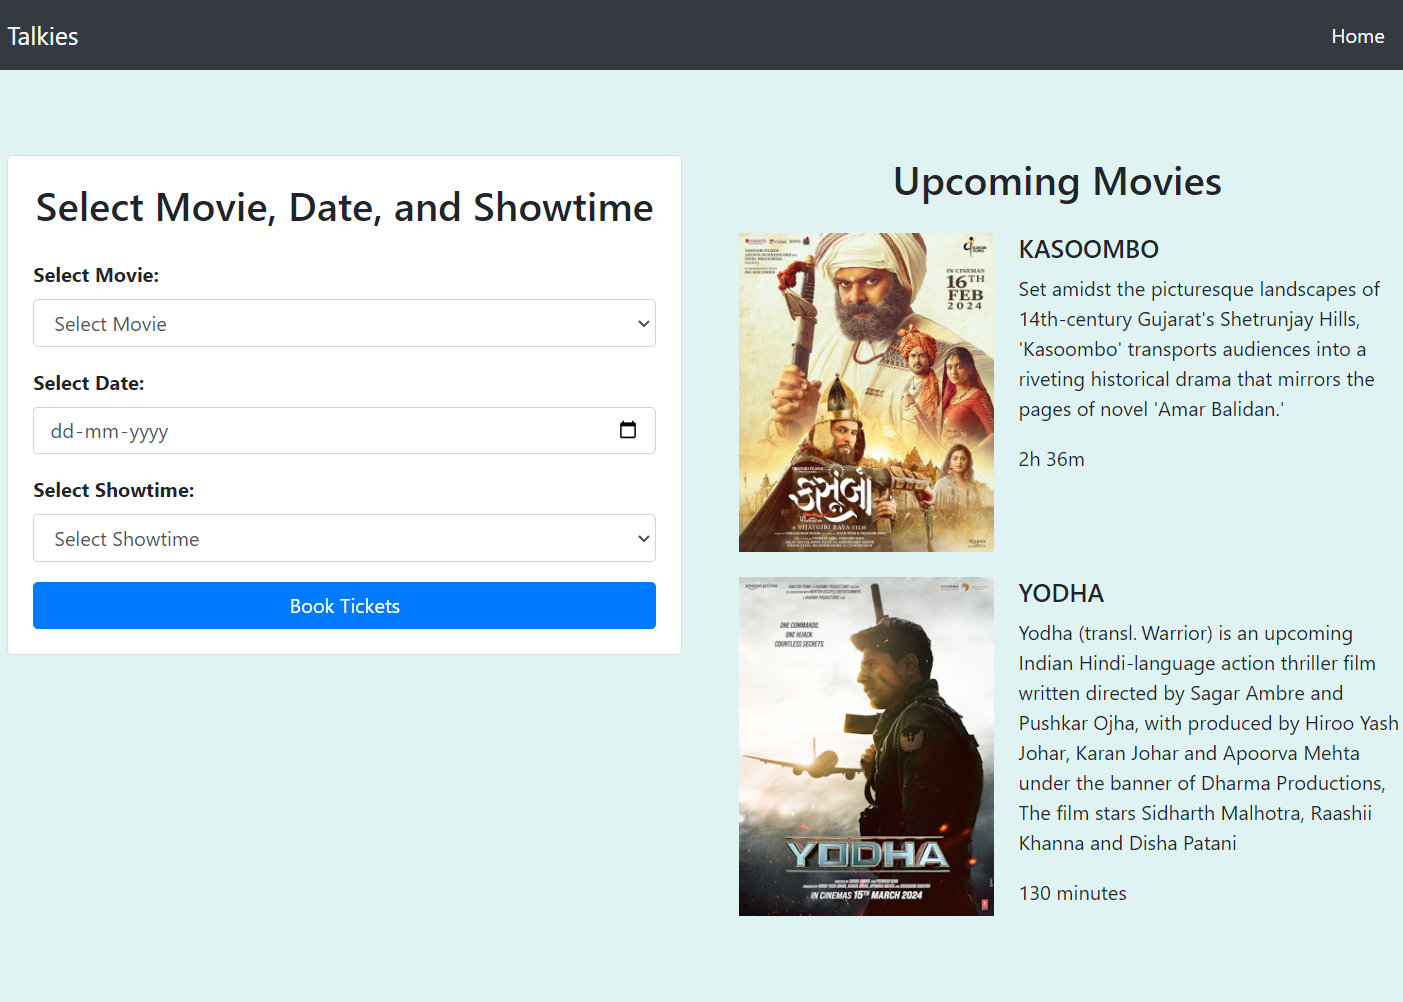 Talkies
Home
Select Movie, Date, and Showtime
Select Movie:
Select Movie
Select Date:
dd-mm-yyyy
Select Showtime:
Select Showtime
Book Tickets
Upcoming Movies
IN CINEMAS
16TH
FEB
2024
કસૂંબો
A VIJAYGIRI BAVA FILM
KASOOMBO
Set amidst the picturesque landscapes of
14th-century Gujarat's Shetrunjay Hills,
'Kasoombo' transports audiences into a
riveting historical drama that mirrors the
pages of novel 'Amar Balidan.'
2h 36m
amazon prime
ONE COMMANDO.
ONE HIJACK.
COUNTLESS SECRETS.
YODHA
IN CINEMAS 15TH MARCH 2024
YODHA
Yodha (transl. Warrior) is an upcoming
Indian Hindi-language action thriller film
written directed by Sagar Ambre and
Pushkar Ojha, with produced by Hiroo Yash
Johar, Karan Johar and Apoorva Mehta
under the banner of Dharma Productions,
The film stars Sidharth Malhotra, Raashii
Khanna and Disha Patani
130 minutes